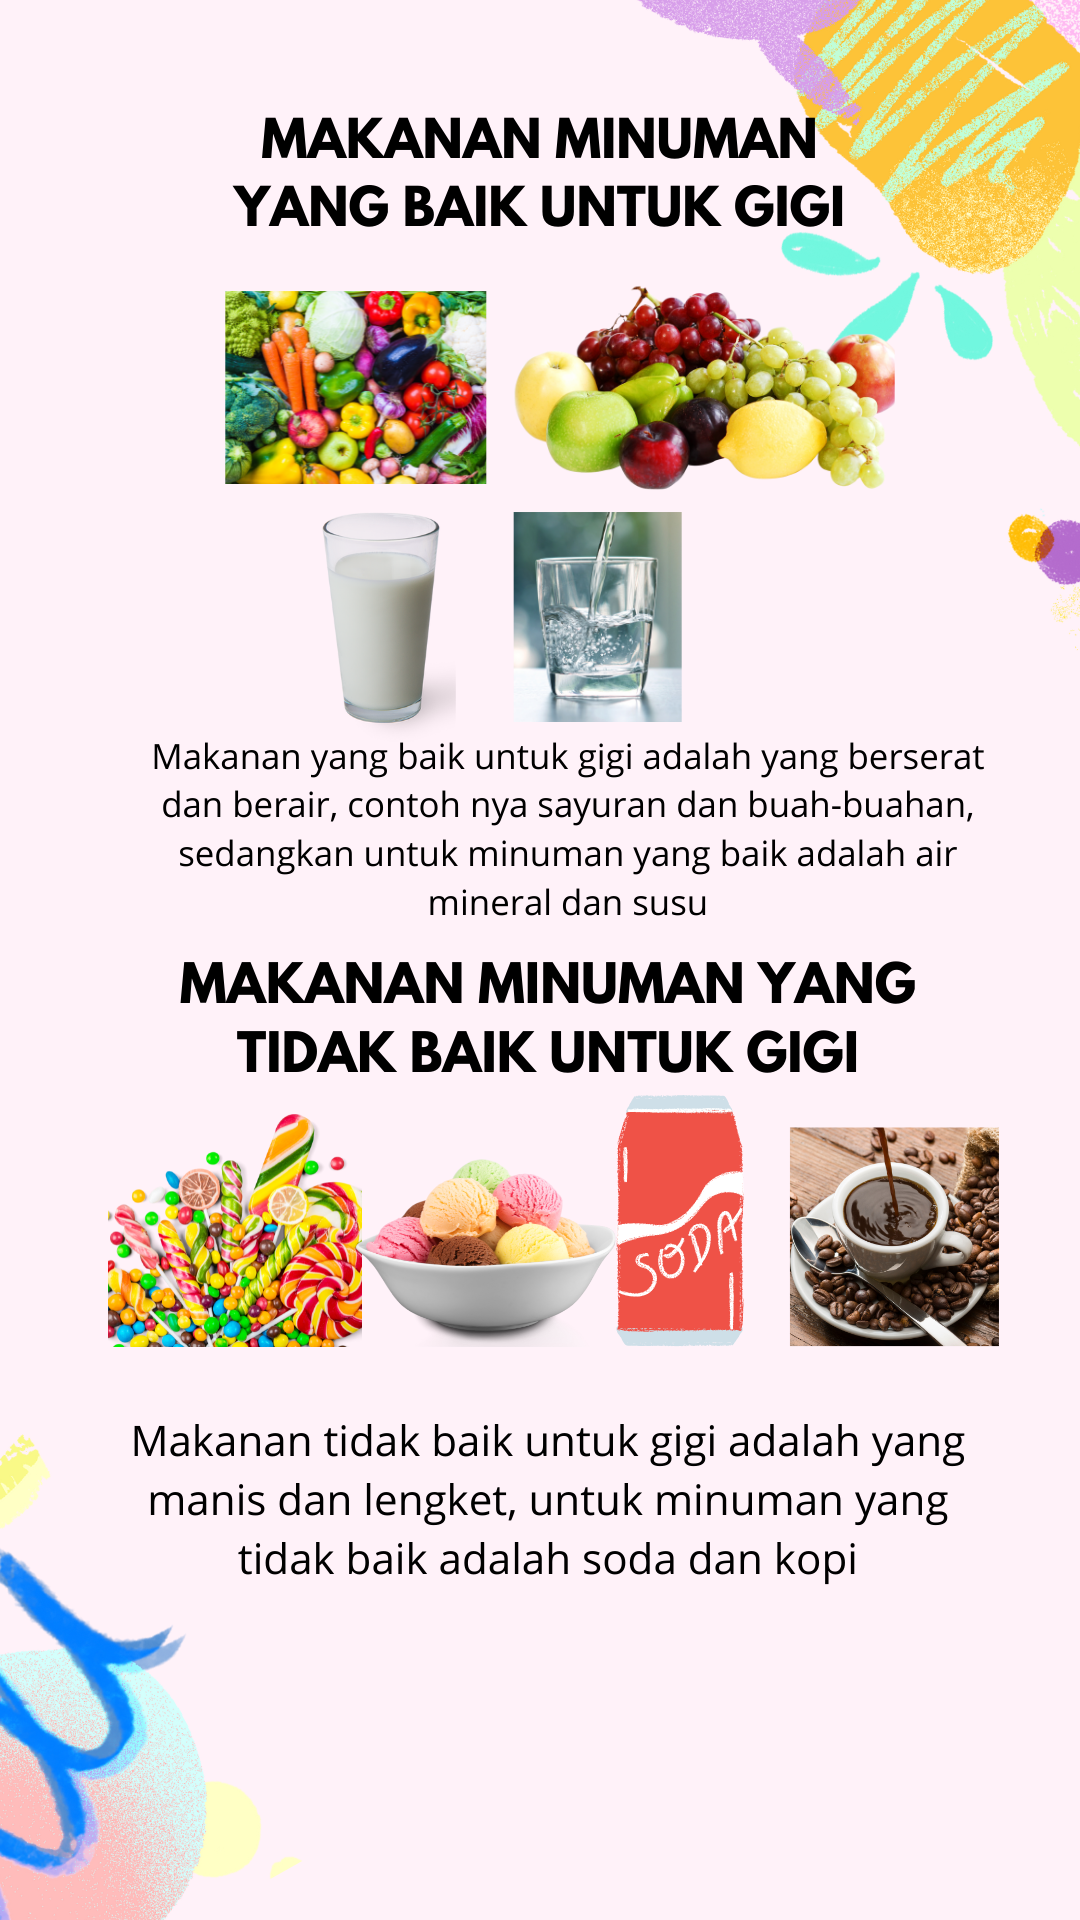 MAKANAN MINUMAN
YANG BAIK UNTUK GIGI
Makanan yang baik untuk gigi adalah yang berserat
dan berair, contoh nya sayuran dan buah-buahan,
sedangkan untuk minuman yang baik adalah air
mineral dan susu
MAKANAN MINUMAN YANG
TIDAK BAIK UNTUK GIGI
SODA
Makanan tidak baik untuk gigi adalah yang
manis dan lengket, untuk minuman yang
tidak baik adalah soda dan kopi